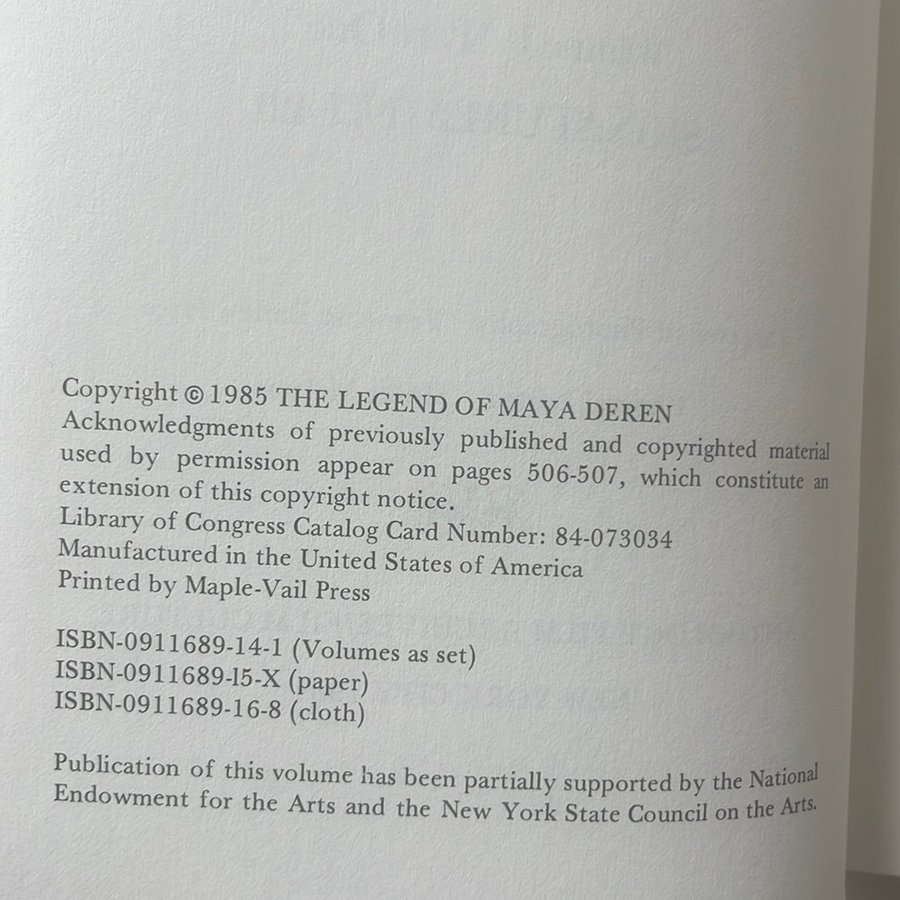 Copyright © 1985 THE LEGEND OF MAYA DEREN
Acknowledgments of previously published and copyrighted material
used by permission appear on pages 506-507, which constitute an
extension of this copyright notice.
Library of Congress Catalog Card Number: 84-073034
Manufactured in the United States of America
Printed by Maple-Vail Press
ISBN-0911689-14-1 (Volumes as set)
ISBN-0911689-l5-X (paper)
ISBN-0911689-16-8 (cloth)
Publication of this volume has been partially supported by the National
Endowment for the Arts and the New York State Council on the Arts.